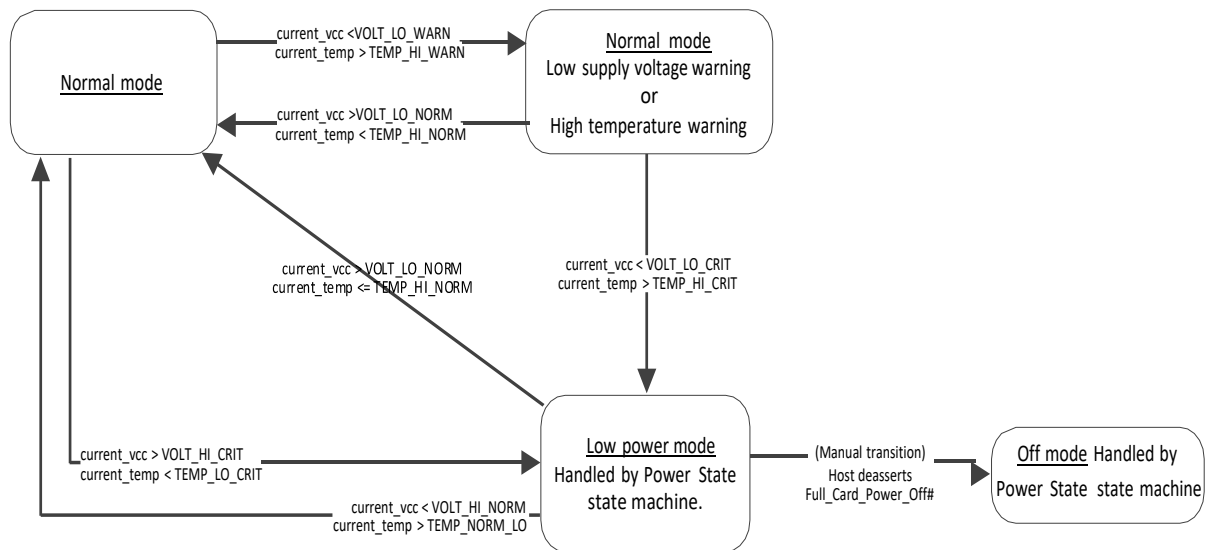 Normal mode
current_vcc <VOLT_LO_WARN
current_temp > TEMP_HI_WARN
Normal mode
Low supply voltage warning
or
High temperature warning
current_vcc >VOLT_LO_NORM
current_temp < TEMP_HI_NORM
current_vcc > VOLT_LO_NORM
current_temp <= TEMP_HI_NORM
current_vcc < VOLT_LO_CRIT
current_temp > TEMP_HI_CRIT
current_vcc > VOLT_HI_CRIT
current_temp < TEMP_LO_CRIT
current_vcc < VOLT_HI_NORM
current_temp > TEMP_NORM_LO
Low power mode
Handled by Power State
state machine.
(Manual transition)
Host deasserts
Full_Card_Power_Off#
Off mode Handled by
Power State state machine